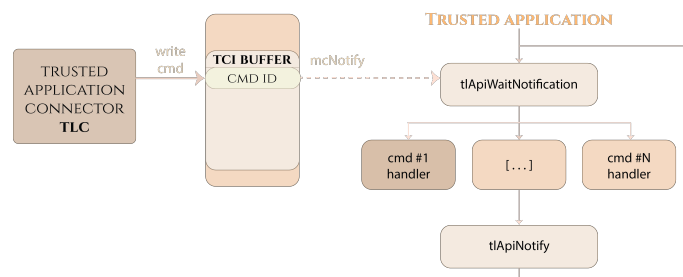 TRUSTED APPLICATION
write
cmd
TCI BUFFER
mcNotify
TRUSTED
APPLICATION
CONNECTOR
TLC
CMD ID
tlApiWaitNotification
cmd #1
handler
[...]
cmd #N
handler
tlApiNotify